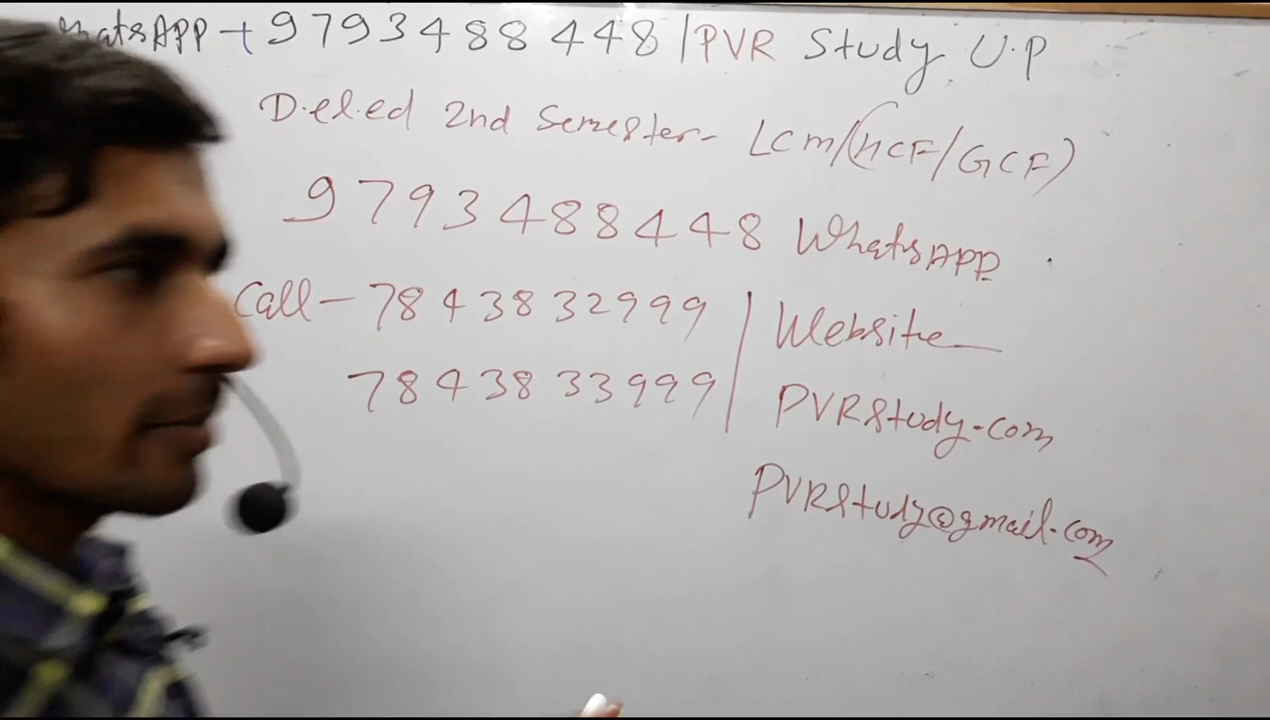 WhatsAPP + 9793488448 | PVR Study U.P
D.el.ed 2nd Semester- LCm/(HCF/GCF)
9793488448 WhatsAPP
Call - 7843832999
7843833999
Website
PVRStudy.com
PVRStudy@gmail.com